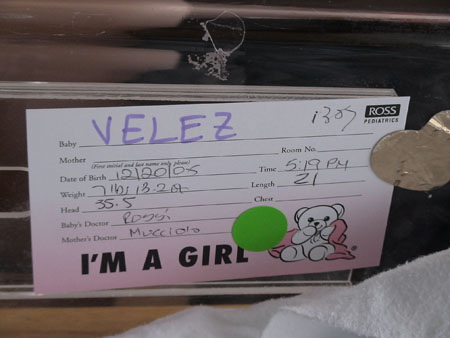 ROSS
PEDIATRICS
Baby VELEZ
Mother Room No.
(First initial and last name only please)
Date of Birth 12/20/05 Time 5:19 PM
Weight 7 lbs 13.2oz Length 21
Head 35.5 Chest
Baby's Doctor Rossi
Mother's Doctor Mucciolo
I'M A GIRL